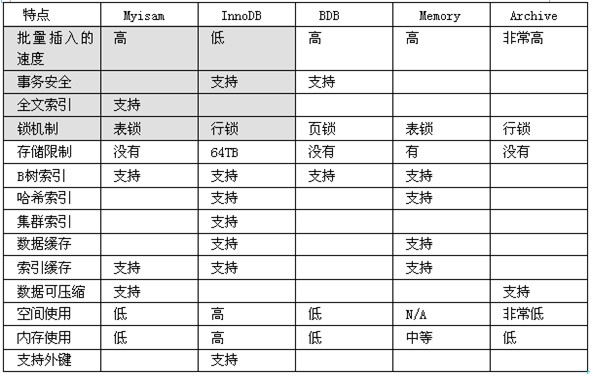 特点 Myisam InnoDB BDB Memory Archive
批量插入的 高 低 高 高 非常高
速度
事务安全 支持 支持
全文索引 支持
锁机制 表锁 行锁 页锁 表锁 行锁
存储限制 没有 64TB 没有 有 没有
B树索引 支持 支持 支持 支持
哈希索引 支持 支持
集群索引 支持
数据缓存 支持 支持
索引缓存 支持 支持 支持
数据可压缩 支持 支持
空间使用 低 高 低 N/A 非常低
内存使用 低 高 低 中等 低
支持外键 支持